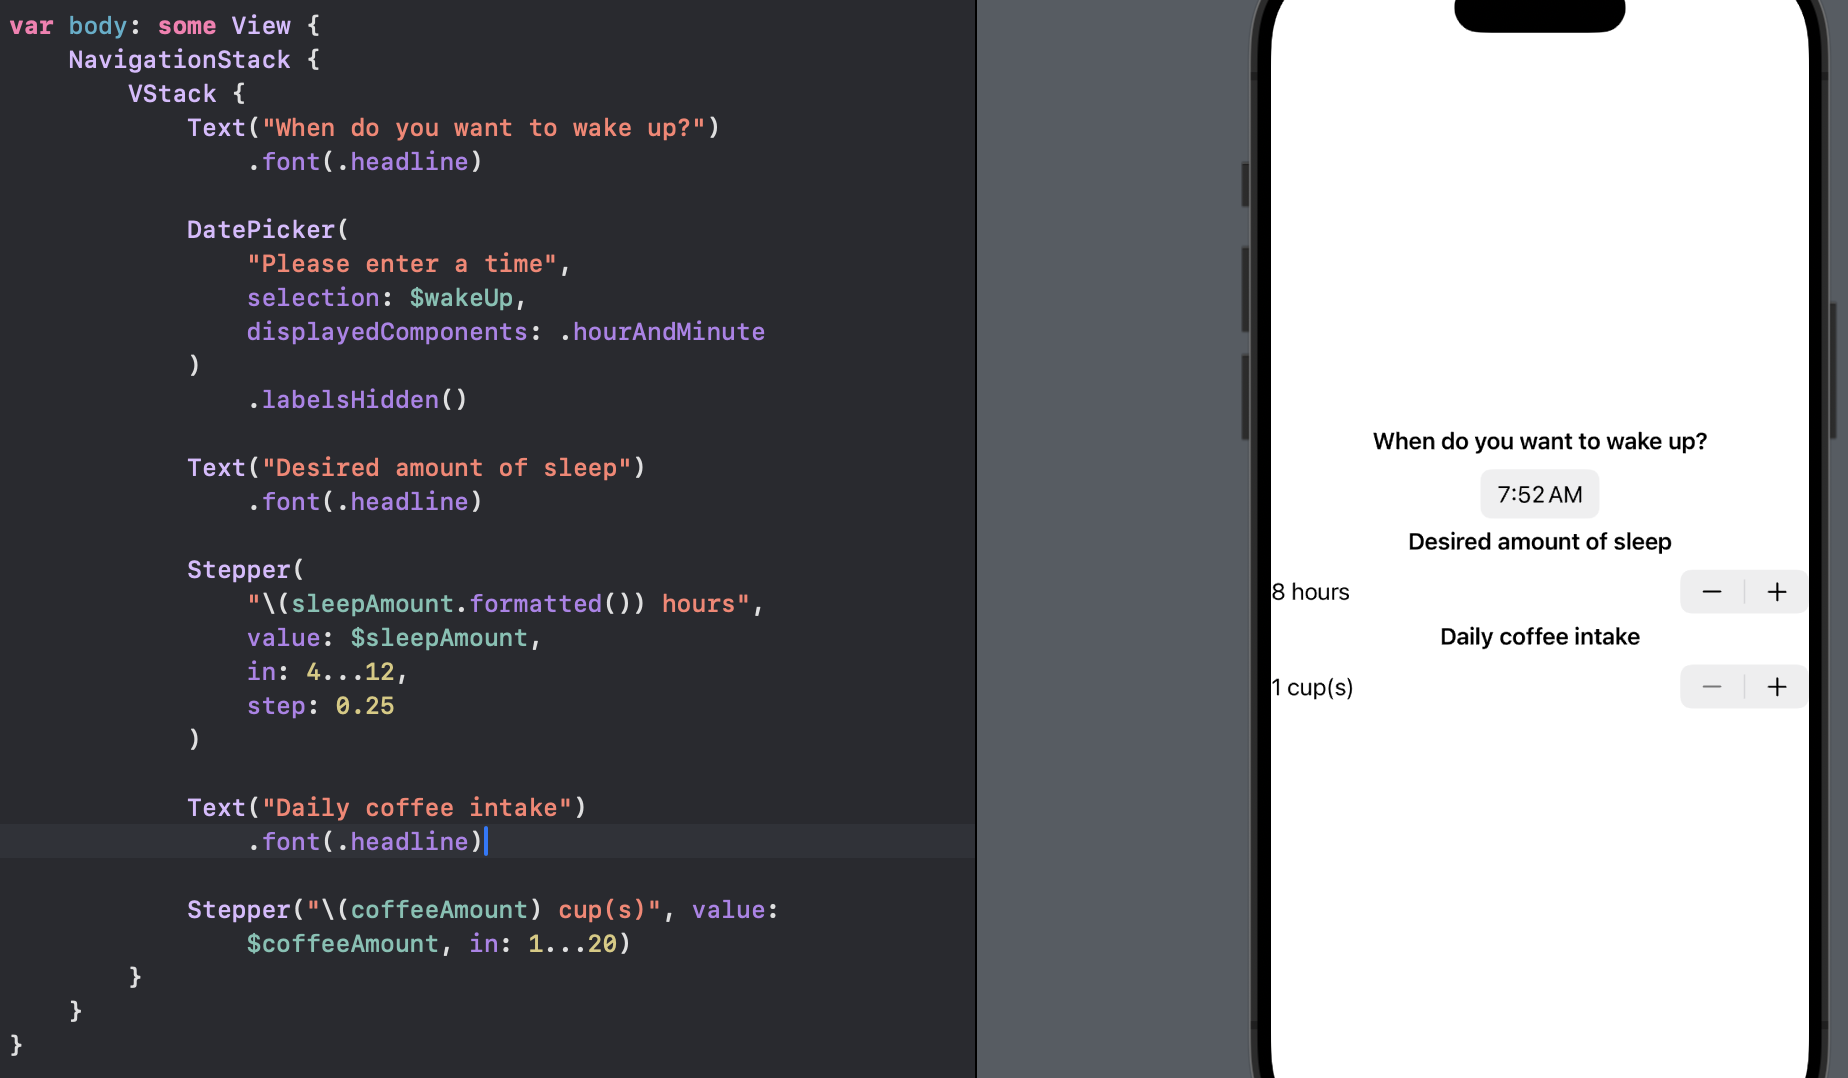 var body: some View {
NavigationStack {
VStack {
Text("When do you want to wake up?")
.font(.headline)
DatePicker(
"Please enter a time",
selection: $wakeUp,
displayedComponents: .hourAndMinute
)
.labelsHidden()
Text("Desired amount of sleep")
.font(.headline)
Stepper(
"\(sleepAmount.formatted()) hours",
value: $sleepAmount,
in: 4...12,
step: 0.25
)
Text("Daily coffee intake")
.font(.headline)
Stepper("\(coffeeAmount) cup(s)", value:
$coffeeAmount, in: 1...20)
}
}
}
When do you want to wake up?
7:52 AM
Desired amount of sleep
8 hours
Daily coffee intake
1 cup(s)